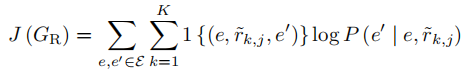 J (G_R) = \sum_{e,e' \in \mathcal{E}} \sum_{k=1}^{K} 1 \{(e, \tilde{r}_{k,j}, e')\} \log P (e' \mid e, \tilde{r}_{k,j})